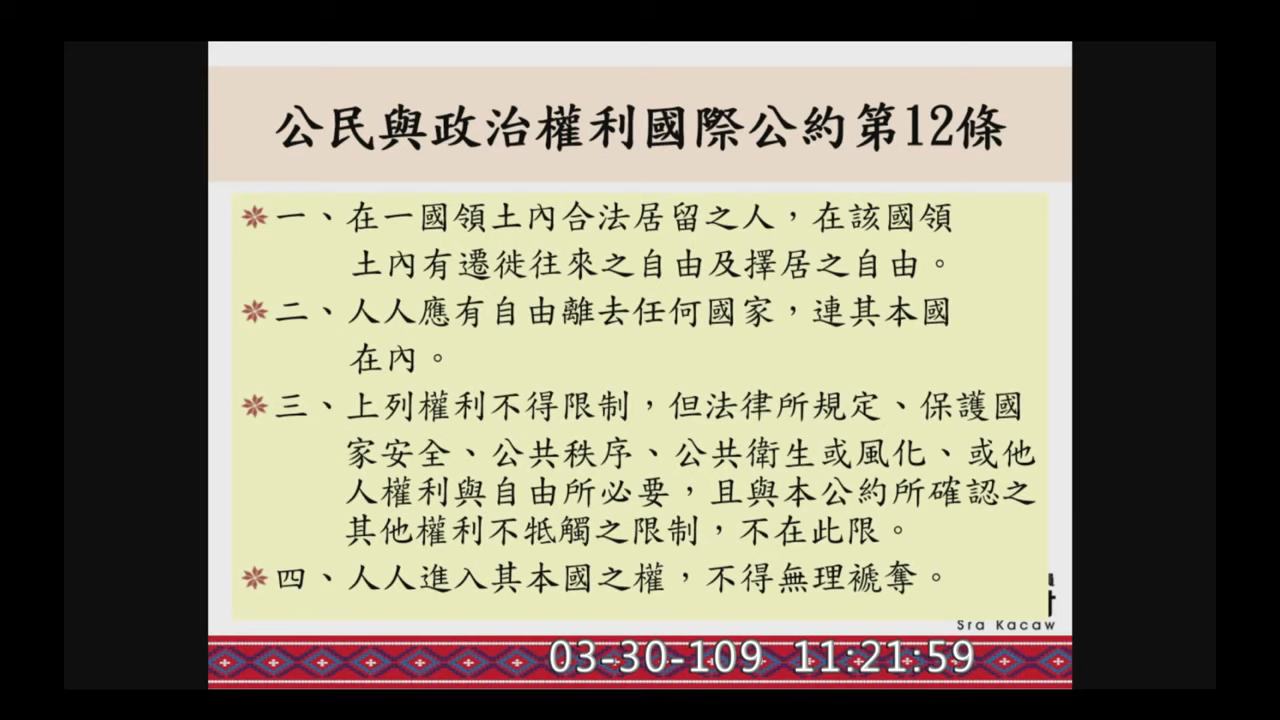 公民與政治權利國際公約第12條
一、在一國領土內合法居留之人，在該國領
土內有遷徙往來之自由及擇居之自由。
二、人人應有自由離去任何國家，連其本國
在內。
三、上列權利不得限制，但法律所規定、保護國
家安全、公共秩序、公共衛生或風化、或他
人權利與自由所必要，且與本公約所確認之
其他權利不牴觸之限制，不在此限。
四、人人進入其本國之權，不得無理褫奪。
Sra Kacaw
03-30-109 11:21:59